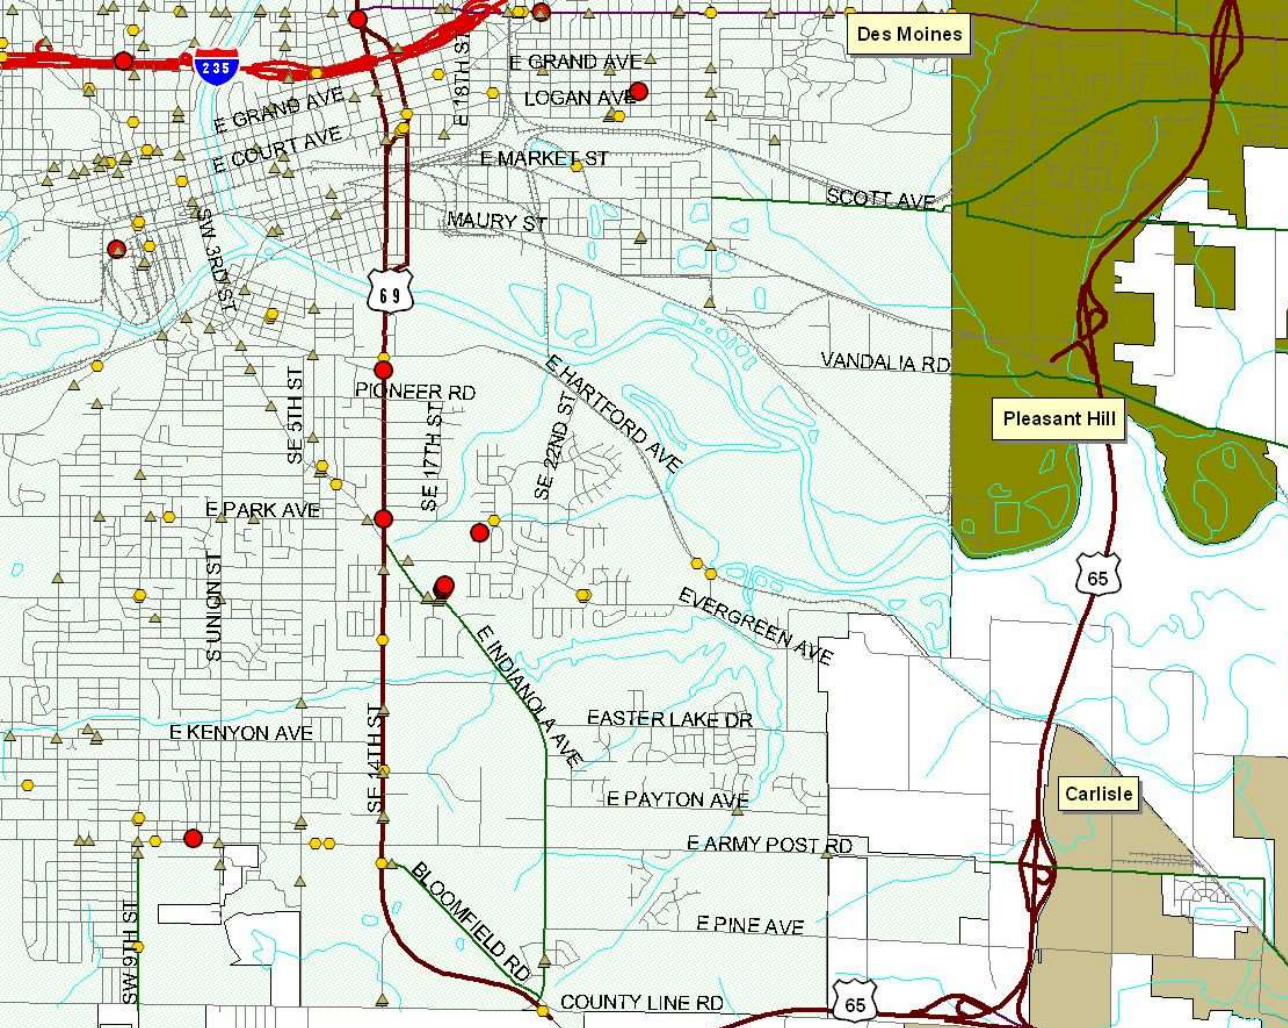 Des Moines
235
E GRAND AVE
LOGAN AVE
E 18TH ST
E GRAND AVE
E COURT AVE
E MARKET ST
SCOTT AVE
MAURY ST
SW 3RD ST
69
VANDALIA RD
E HARTFORD AVE
PIONEER RD
SE 5TH ST
SE 17TH ST
SE 22ND ST
Pleasant Hill
E PARK AVE
S UNION ST
65
EVERGREEN AVE
E INDIANOLA AVE
EASTER LAKE DR
E KENYON AVE
SE 14TH ST
E PAYTON AVE
Carlisle
E ARMY POST RD
BLOOMFIELD RD
E PINE AVE
SW 9TH ST
COUNTY LINE RD
65